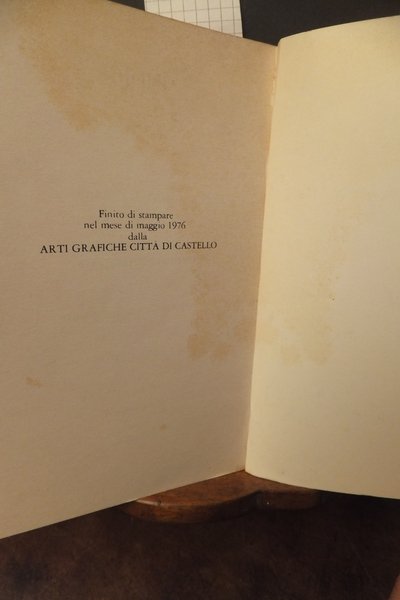 Finito di stampare
nel mese di maggio 1976
dalla
ARTI GRAFICHE CITTÀ DI CASTELLO